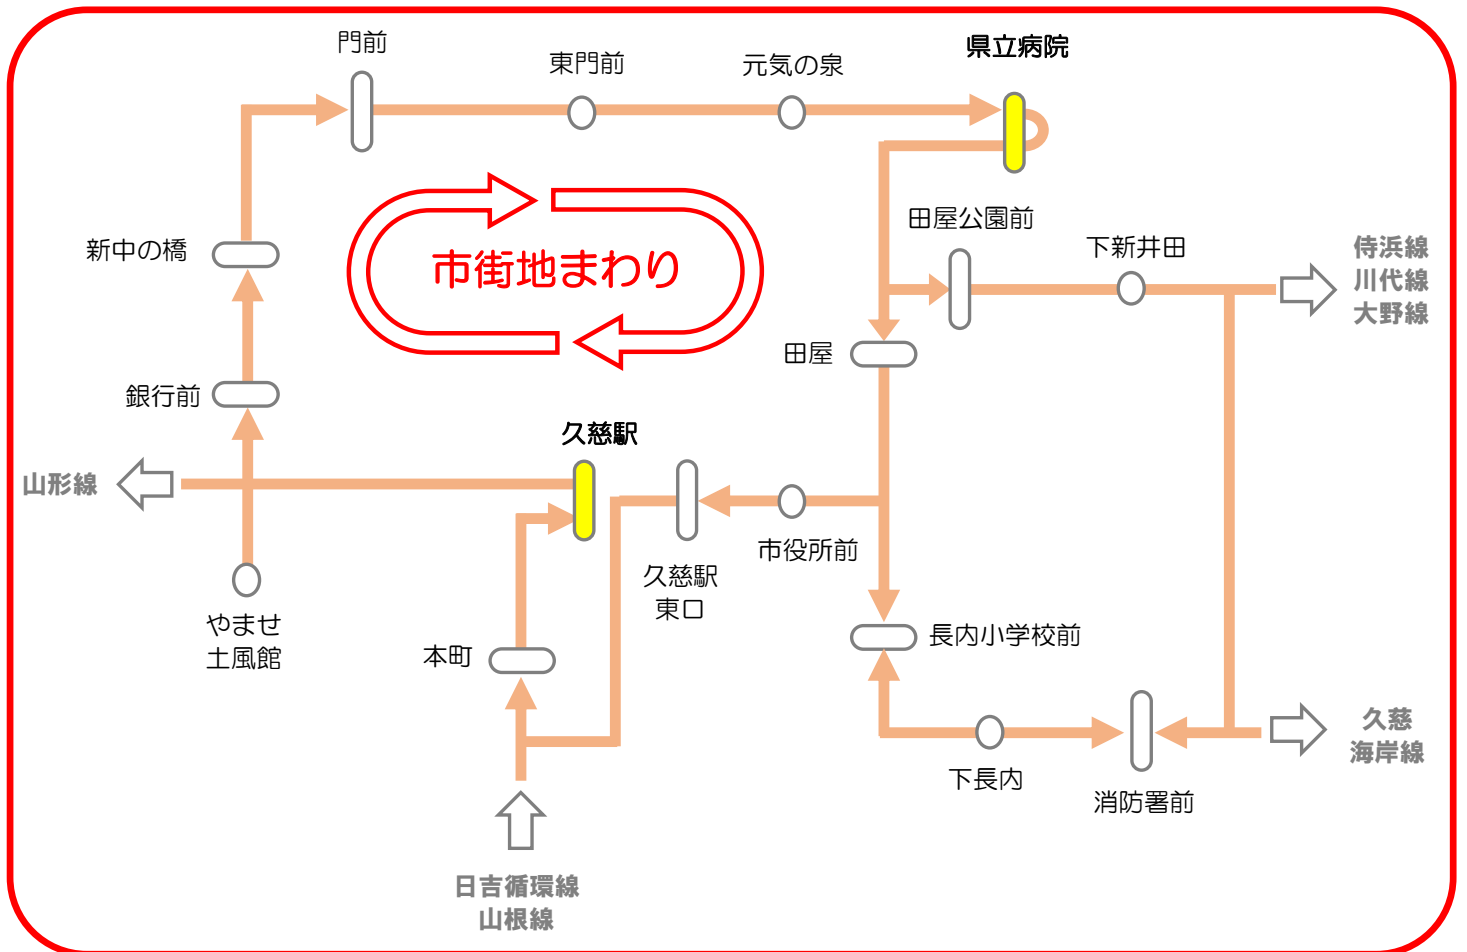 門前
東門前
元気の泉
県立病院
田屋公園前
下新井田
侍浜線
川代線
大野線
新中の橋
市街地まわり
田屋
銀行前
久慈駅
山形線
市役所前
久慈駅
東口
やませ
土風館
本町
長内小学校前
久慈
海岸線
下長内
消防署前
日吉循環線
山根線